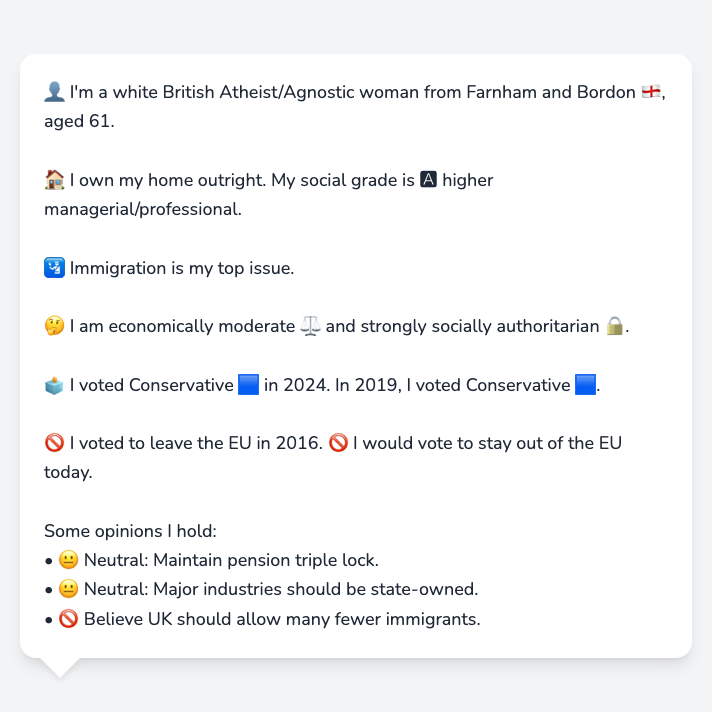 👤 I'm a white British Atheist/Agnostic woman from Farnham and Bordon 🏴󠁧󠁢󠁥󠁮󠁧󠁿,
aged 61.
🏠 I own my home outright. My social grade is 🅰 higher
managerial/professional.
🛂 Immigration is my top issue.
🤔 I am economically moderate ⚖️ and strongly socially authoritarian 🔒.
🗳️ I voted Conservative 🟦 in 2024. In 2019, I voted Conservative 🟦.
🚫 I voted to leave the EU in 2016. 🚫 I would vote to stay out of the EU
today.
Some opinions I hold:
• 😐 Neutral: Maintain pension triple lock.
• 😐 Neutral: Major industries should be state-owned.
• 🚫 Believe UK should allow many fewer immigrants.